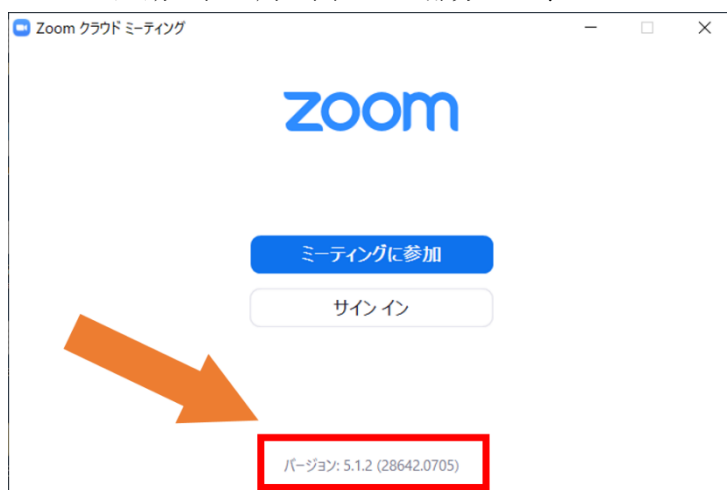 Zoom クラウド ミーティング
zoom
ミーティングに参加
サイン イン
バージョン: 5.1.2 (28642.0705)